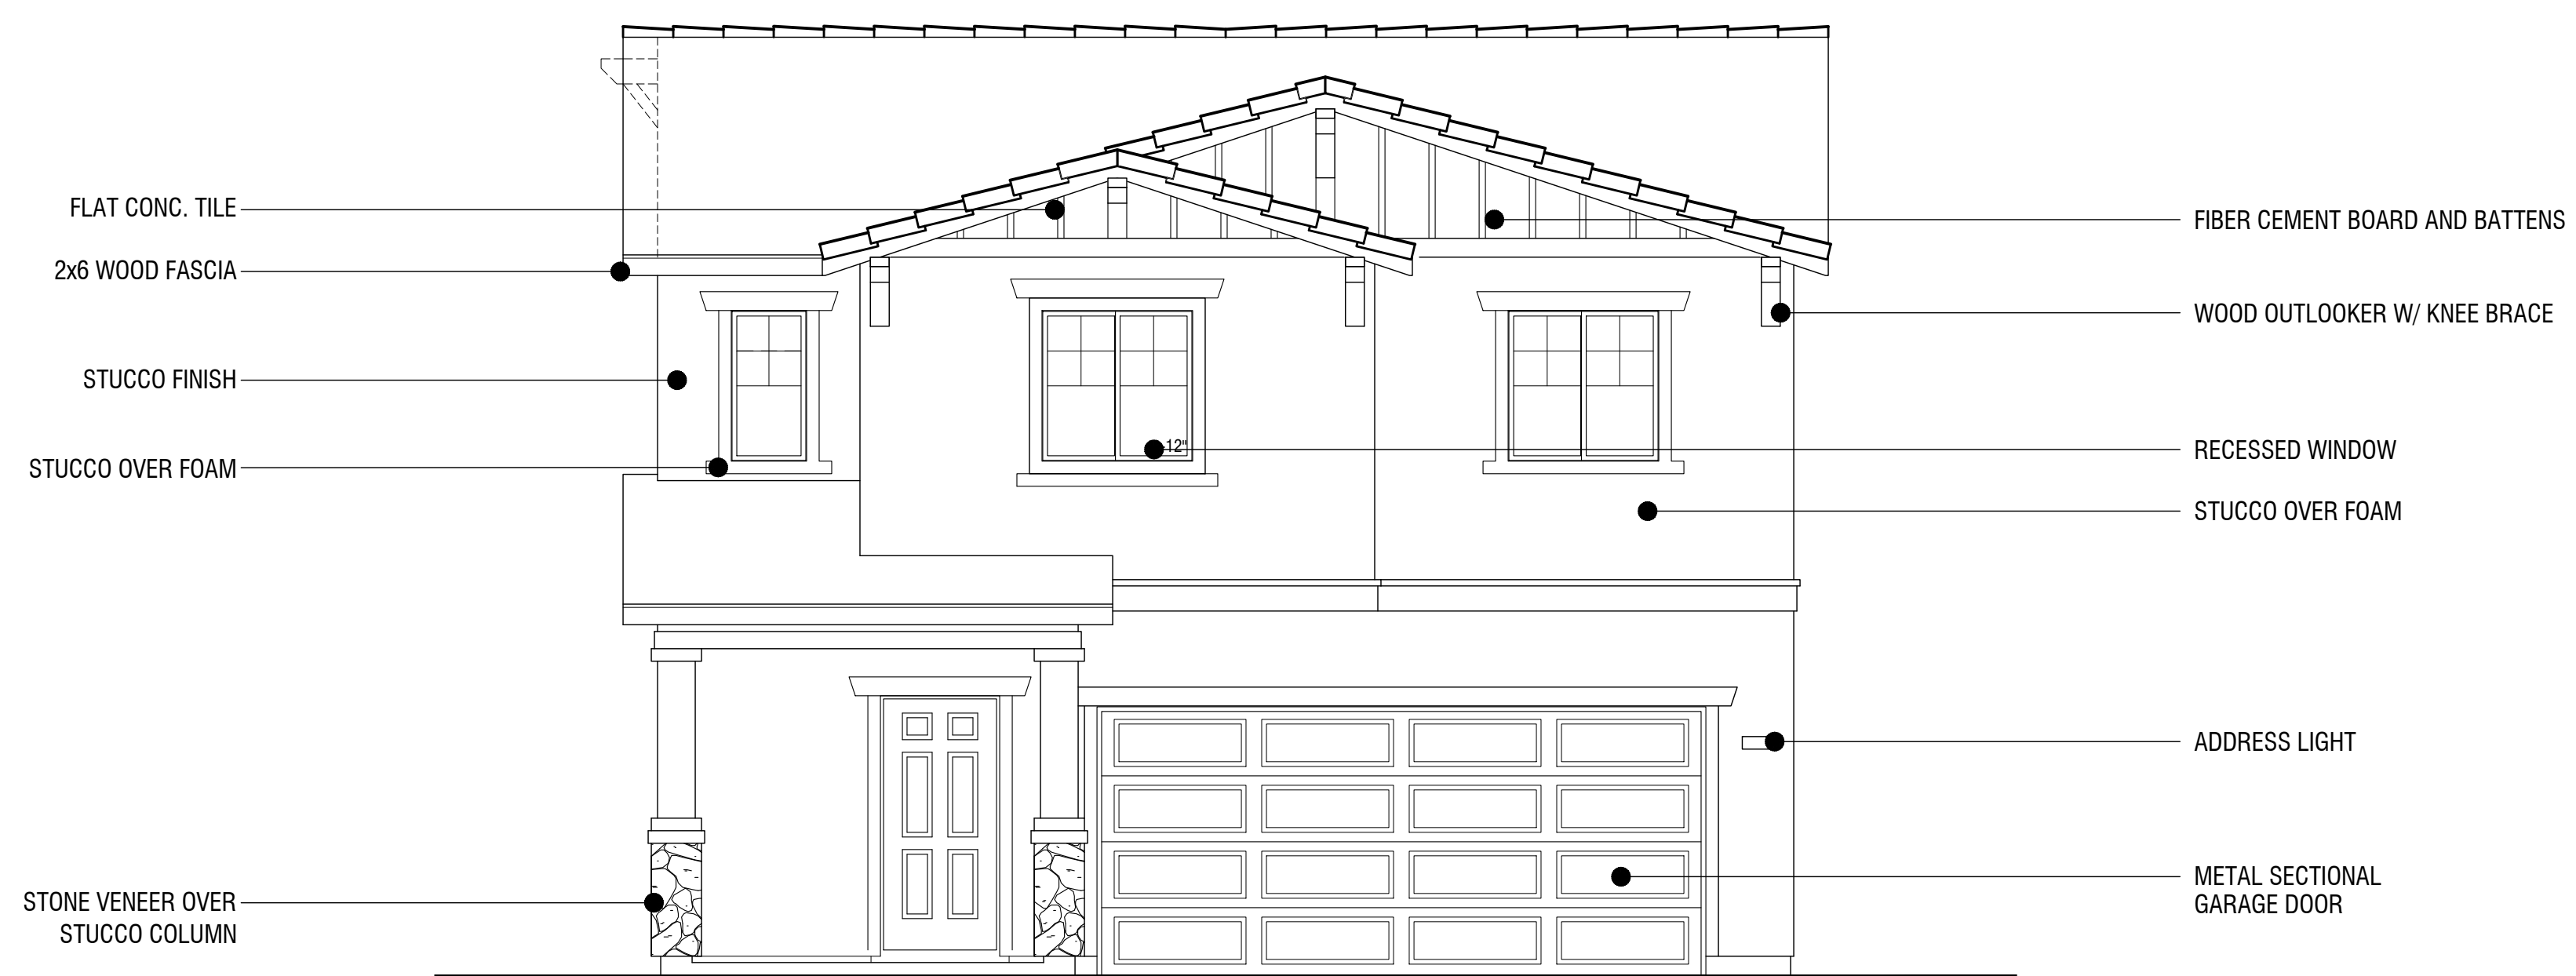 FLAT CONC. TILE
2x6 WOOD FASCIA
STUCCO FINISH
STUCCO OVER FOAM
STONE VENEER OVER
STUCCO COLUMN
12"
FIBER CEMENT BOARD AND BATTENS
WOOD OUTLOOKER W/ KNEE BRACE
RECESSED WINDOW
STUCCO OVER FOAM
ADDRESS LIGHT
METAL SECTIONAL
GARAGE DOOR